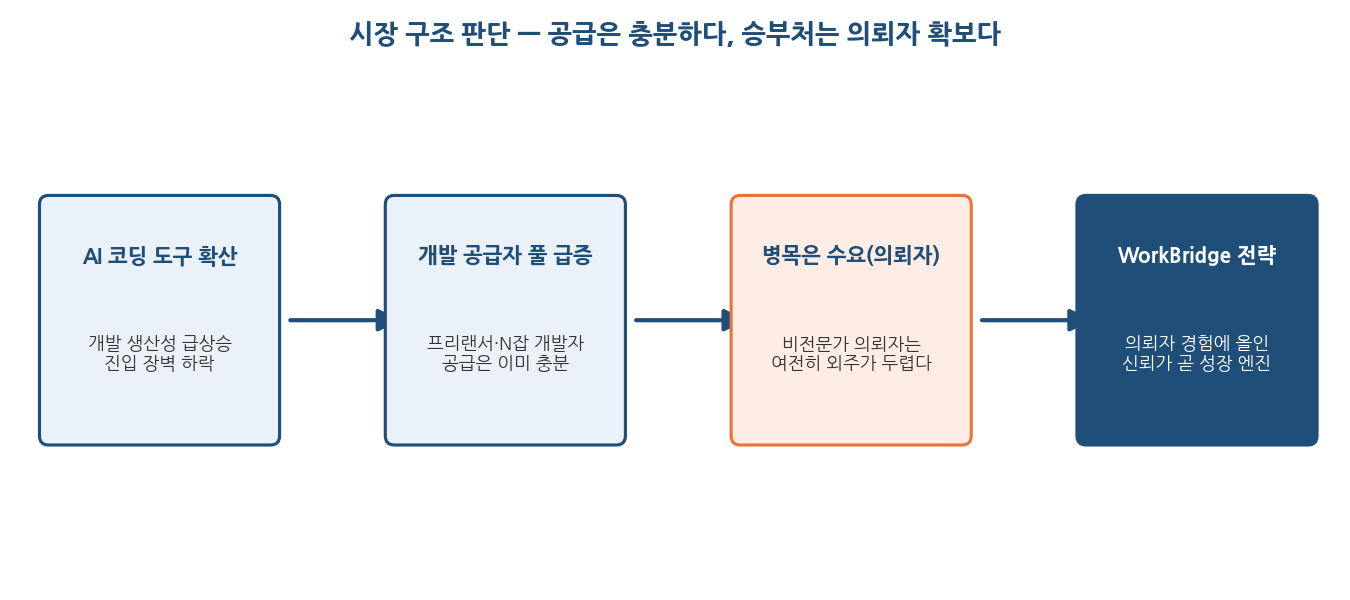 시장 구조 판단 — 공급은 충분하다, 승부처는 의뢰자 확보다
AI 코딩 도구 확산
개발 생산성 급상승
진입 장벽 하락
개발 공급자 풀 급증
프리랜서·N잡 개발자
공급은 이미 충분
병목은 수요(의뢰자)
비전문가 의뢰자는
여전히 외주가 두렵다
WorkBridge 전략
의뢰자 경험에 올인
신뢰가 곧 성장 엔진